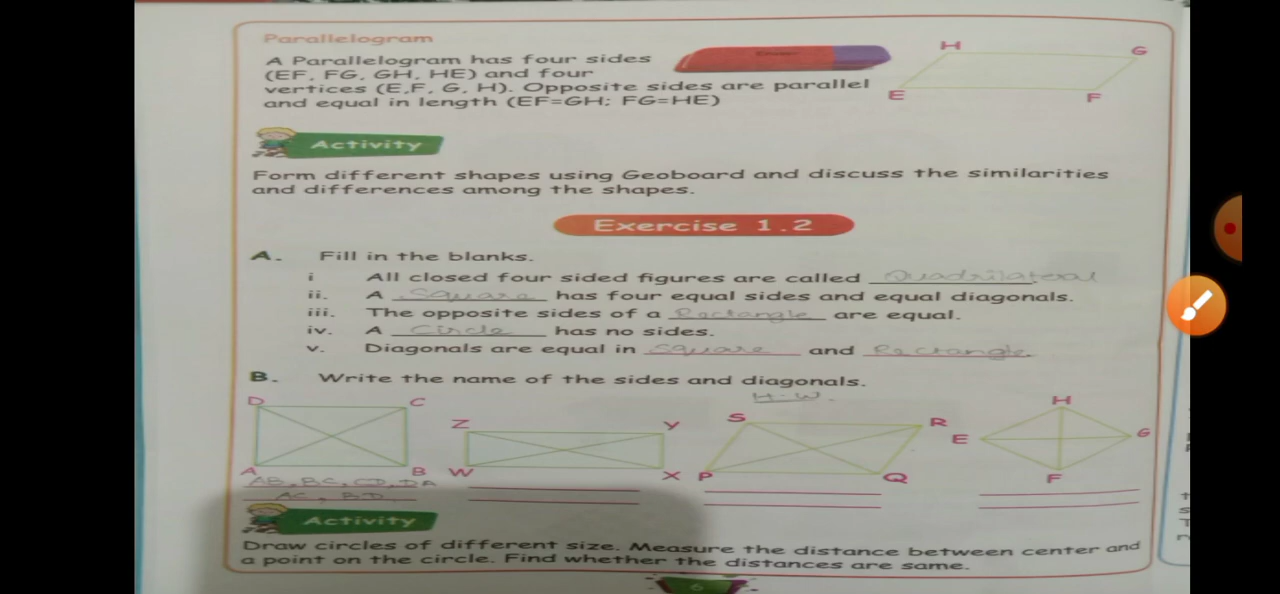 Parallelogram
A Parallelogram has four sides
(EF, FG, GH, HE) and four
vertices (E,F, G, H). Opposite sides are parallel
and equal in length (EF=GH; FG=HE)
H G
E F
Activity
Form different shapes using Geoboard and discuss the similarities
and differences among the shapes.
Exercise 1.2
A. Fill in the blanks.
i All closed four sided figures are called Quadrilateral.
ii. A Square has four equal sides and equal diagonals.
iii. The opposite sides of a Rectangle are equal.
iv. A Circle has no sides.
v. Diagonals are equal in Square and Rectangle.
B. Write the name of the sides and diagonals.
H.W.
D C Z Y S R H E G
A B W X P Q F
AB, BC, CD, DA
AC, BD
Activity
Draw circles of different size. Measure the distance between center and
a point on the circle. Find whether the distances are same.
6